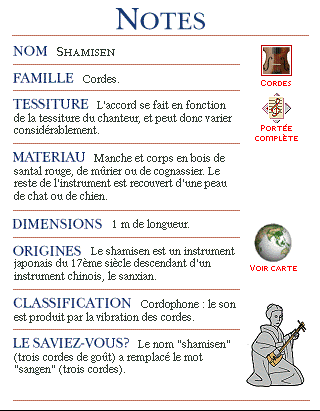 NOTES
NOM Shamisen
FAMILLE Cordes.
Cordes
TESSITURE L'accord se fait en fonction
de la tessiture du chanteur, et peut donc varier
considérablement.
Portée
complète
MATERIAU Manche et corps en bois de
santal rouge, de mûrier ou de cognassier. Le
reste de l'instrument est recouvert d'une peau
de chat ou de chien.
DIMENSIONS 1 m de longueur.
ORIGINES Le shamisen est un instrument
japonais du 17ème siècle descendant d'un
instrument chinois, le sanxian.
Voir carte
CLASSIFICATION Cordophone : le son
est produit par la vibration des cordes.
LE SAVIEZ-VOUS? Le nom "shamisen"
(trois cordes de goût) a remplacé le mot
"sangen" (trois cordes).